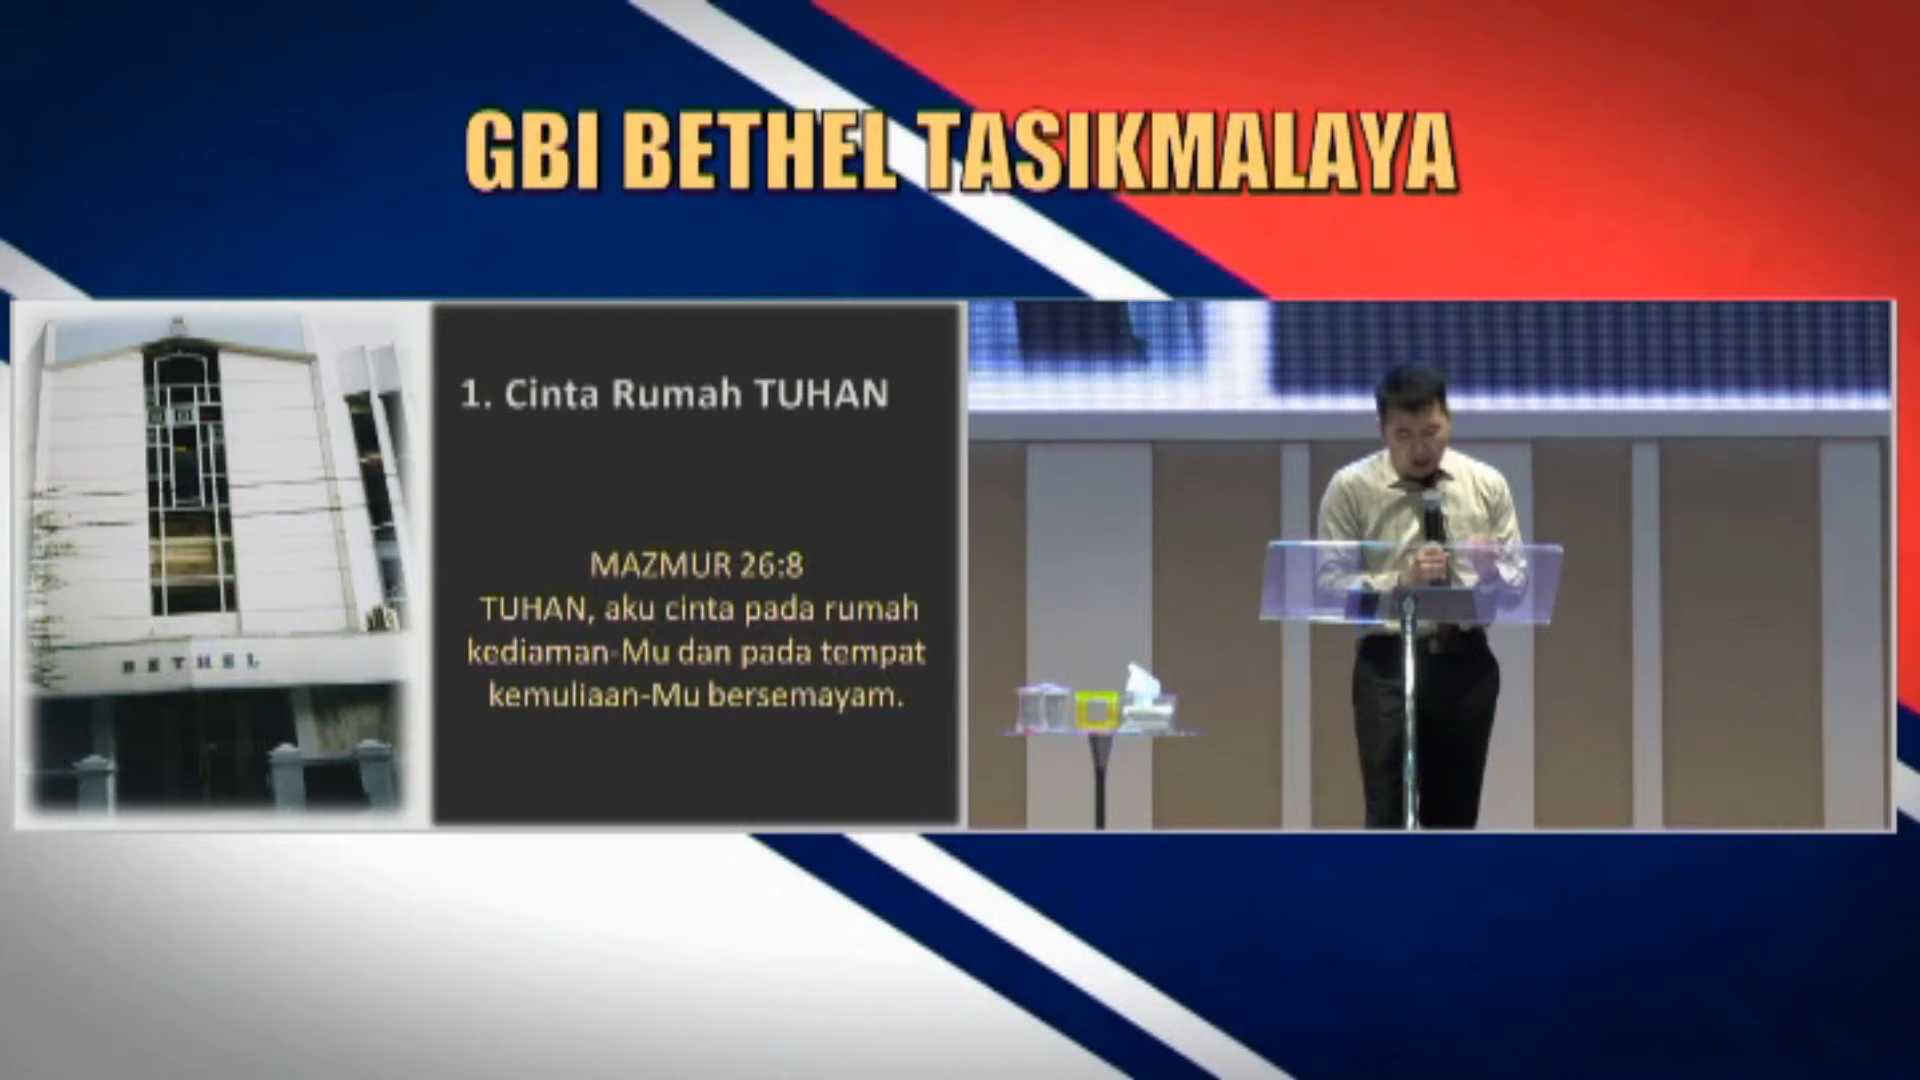 GBI BETHEL TASIKMALAYA
BETHEL
1. Cinta Rumah TUHAN
MAZMUR 26:8
TUHAN, aku cinta pada rumah
kediaman-Mu dan pada tempat
kemuliaan-Mu bersemayam.